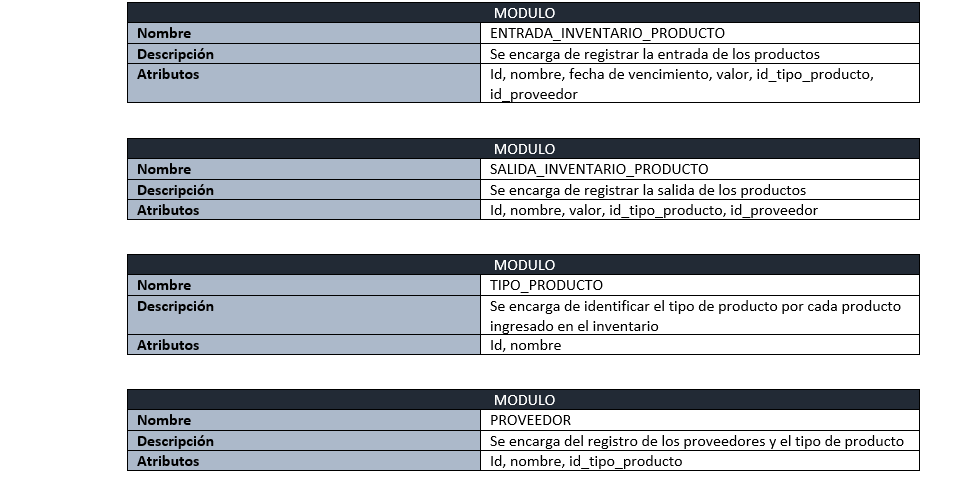 MODULO
Nombre ENTRADA_INVENTARIO_PRODUCTO
Descripción Se encarga de registrar la entrada de los productos
Atributos Id, nombre, fecha de vencimiento, valor, id_tipo_producto,
id_proveedor
MODULO
Nombre SALIDA_INVENTARIO_PRODUCTO
Descripción Se encarga de registrar la salida de los productos
Atributos Id, nombre, valor, id_tipo_producto, id_proveedor
MODULO
Nombre TIPO_PRODUCTO
Descripción Se encarga de identificar el tipo de producto por cada producto
ingresado en el inventario
Atributos Id, nombre
MODULO
Nombre PROVEEDOR
Descripción Se encarga del registro de los proveedores y el tipo de producto
Atributos Id, nombre, id_tipo_producto